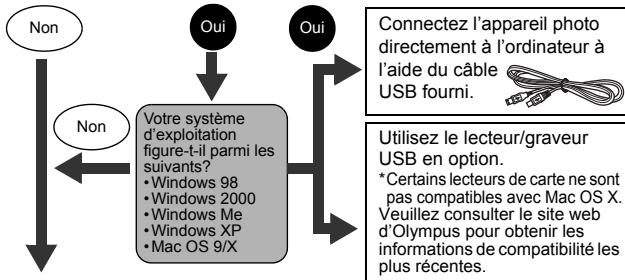 Non
Oui
Oui
Connectez l'appareil photo
directement à l'ordinateur à
l'aide du câble
USB fourni.
Non
Votre système
d'exploitation
figure-t-il parmi les
suivants?
•Windows 98
•Windows 2000
•Windows Me
•Windows XP
•Mac OS 9/X
Utilisez le lecteur/graveur
USB en option.
*Certains lecteurs de carte ne sont
pas compatibles avec Mac OS X.
Veuillez consulter le site web
d'Olympus pour obtenir les
informations de compatibilité les
plus récentes.